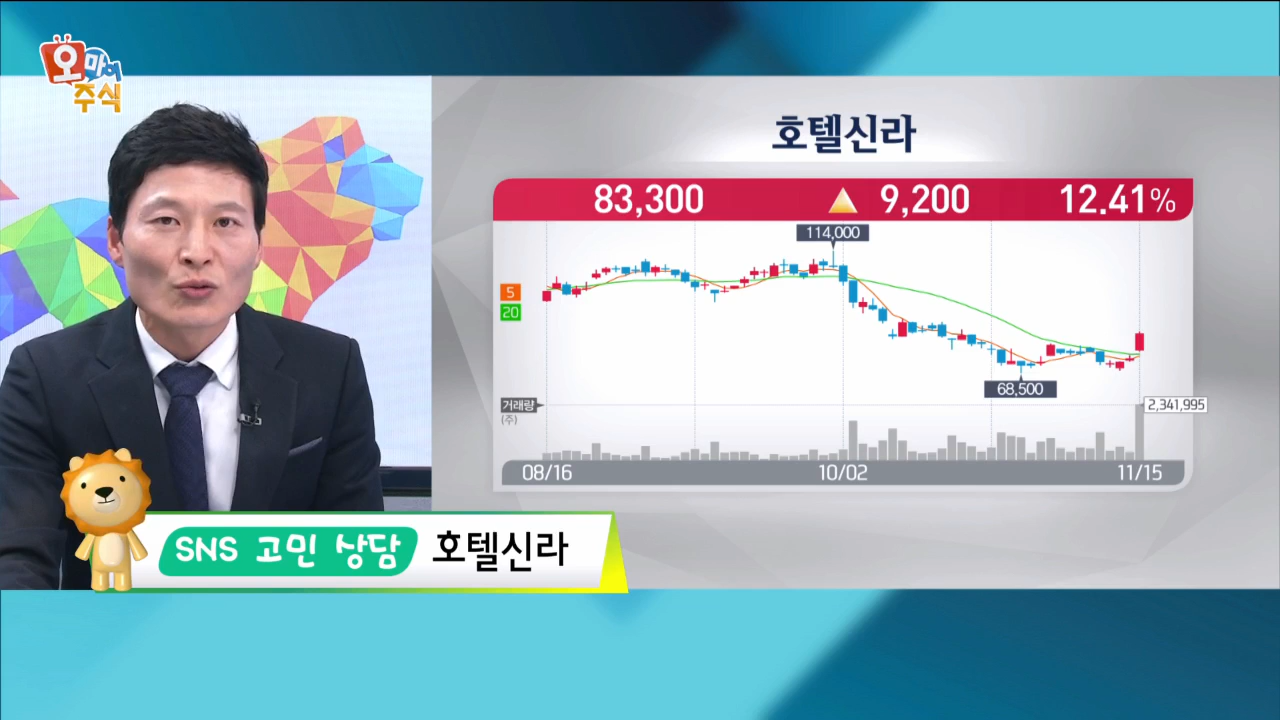 오마이
주식
호텔신라
83,300 ▲ 9,200 12.41%
114,000
5
20
68,500
거래량
(주)
2,341,995
08/16 10/02 11/15
SNS 고민 상담 호텔신라